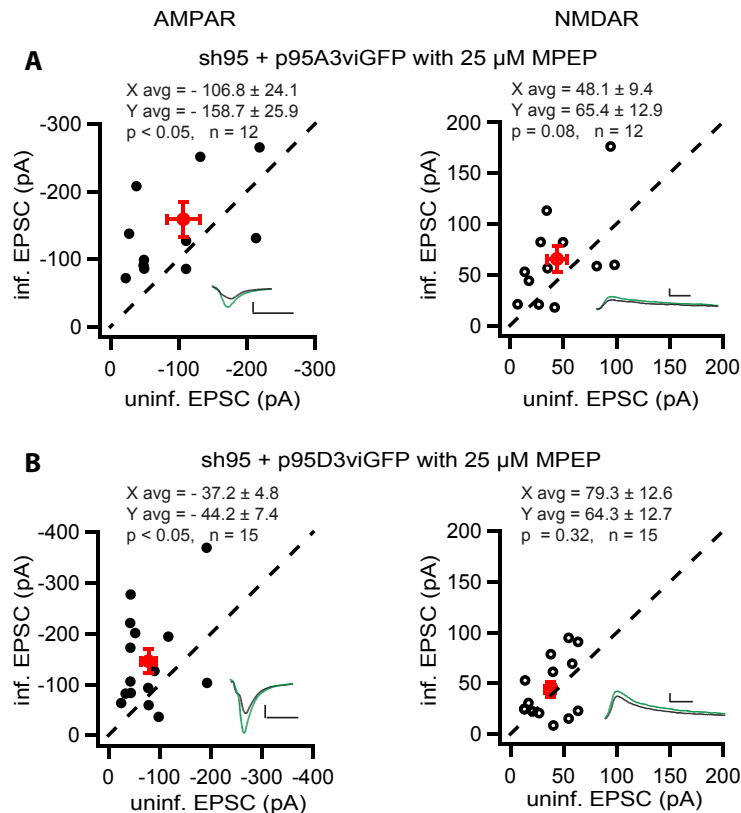 AMPAR NMDAR
A sh95 + p95A3viGFP with 25 µM MPEP
X avg = - 106.8 ± 24.1
Y avg = - 158.7 ± 25.9
p < 0.05, n = 12
-300
-200
-100
0
inf. EPSC (pA)
0 -100 -200 -300
uninf. EPSC (pA)
X avg = 48.1 ± 9.4
Y avg = 65.4 ± 12.9
p = 0.08, n = 12
200
150
100
50
0
inf. EPSC (pA)
0 50 100 150 200
uninf. EPSC (pA)
B sh95 + p95D3viGFP with 25 µM MPEP
X avg = - 37.2 ± 4.8
Y avg = - 44.2 ± 7.4
p < 0.05, n = 15
-400
-300
-200
-100
0
inf. EPSC (pA)
0 -100 -200 -300 -400
uninf. EPSC (pA)
X avg = 79.3 ± 12.6
Y avg = 64.3 ± 12.7
p = 0.32, n = 15
200
150
100
50
0
inf. EPSC (pA)
0 50 100 150 200
uninf. EPSC (pA)